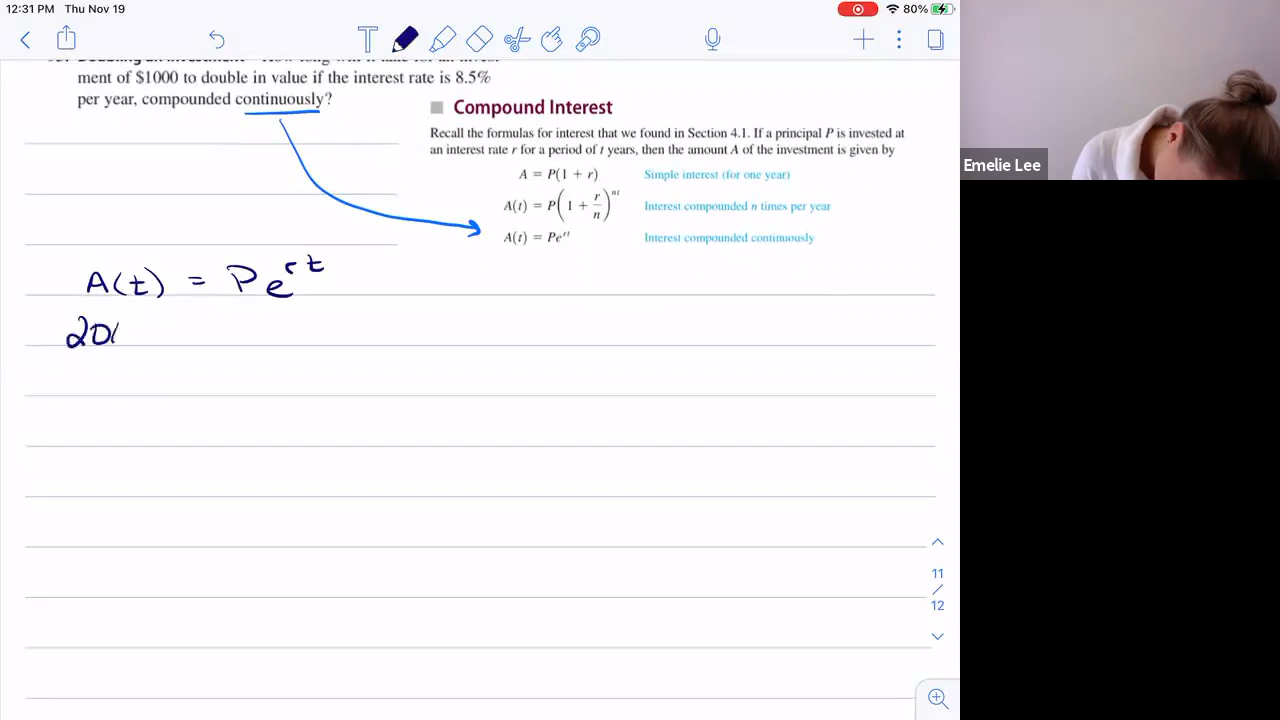 12:31 PM Thu Nov 19
80%
ment of $1000 to double in value if the interest rate is 8.5%
per year, compounded continuously?
Compound Interest
Recall the formulas for interest that we found in Section 4.1. If a principal P is invested at
an interest rate r for a period of t years, then the amount A of the investment is given by
A = P(1 + r) Simple interest (for one year)
A(t) = P(1 + r/n)^nt Interest compounded n times per year
A(t) = Pe^rt Interest compounded continuously
A(t) = Pe^rt
200
Emelie Lee
11
/
12